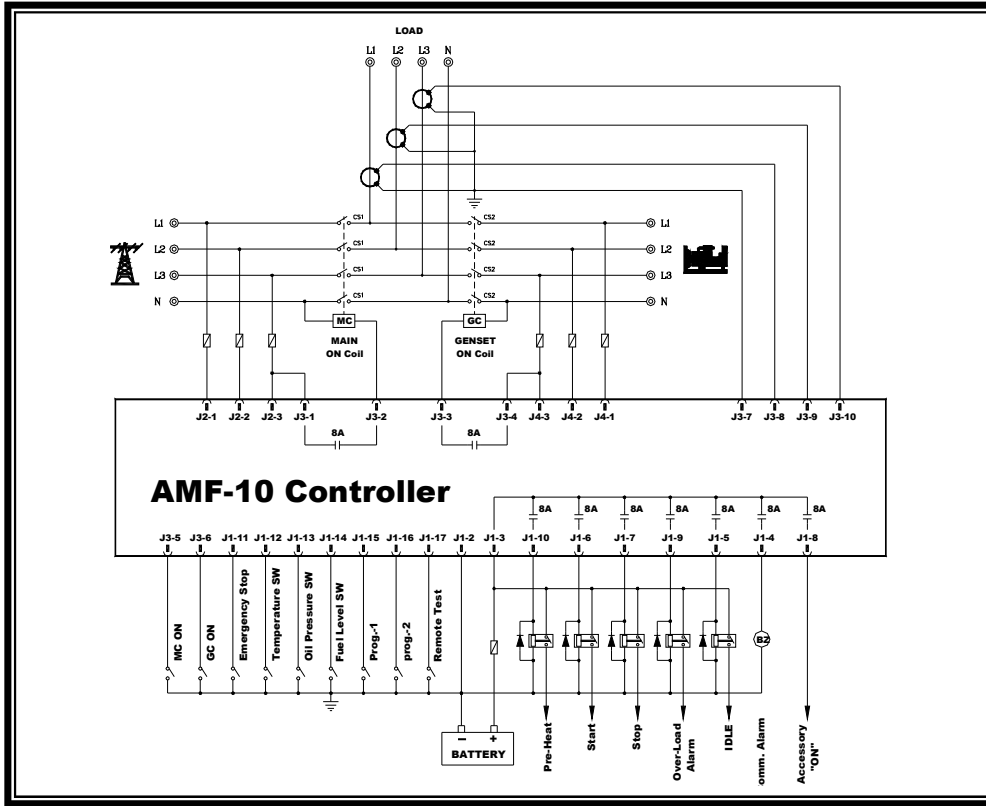 LOAD
L1 L2 L3 N
L1 CS1 CS2 L1
L2 CS1 CS2 L2
L3 CS1 CS2 L3
N CS1 CS2 N
MC GC
MAIN GENSET
ON Coil ON Coil
J2-1 J2-2 J2-3 J3-1 J3-2 J3-3 J3-4 J4-3 J4-2 J4-1 J3-7 J3-8 J3-9 J3-10
8A 8A
AMF-10 Controller
8A 8A 8A 8A 8A 8A 8A
J3-5 J3-6 J1-11 J1-12 J1-13 J1-14 J1-15 J1-16 J1-17 J1-2 J1-3 J1-10 J1-6 J1-7 J1-9 J1-5 J1-4 J1-8
MC ON
GC ON
Emergency Stop
Temperature SW
Oil Pressure SW
Fuel Level SW
Prog.-1
prog.-2
Remote Test
BZ
– +
BATTERY
Pre-Heat
Start
Stop
Over-Load
Alarm
IDLE
omm. Alarm
Accessory
"ON"